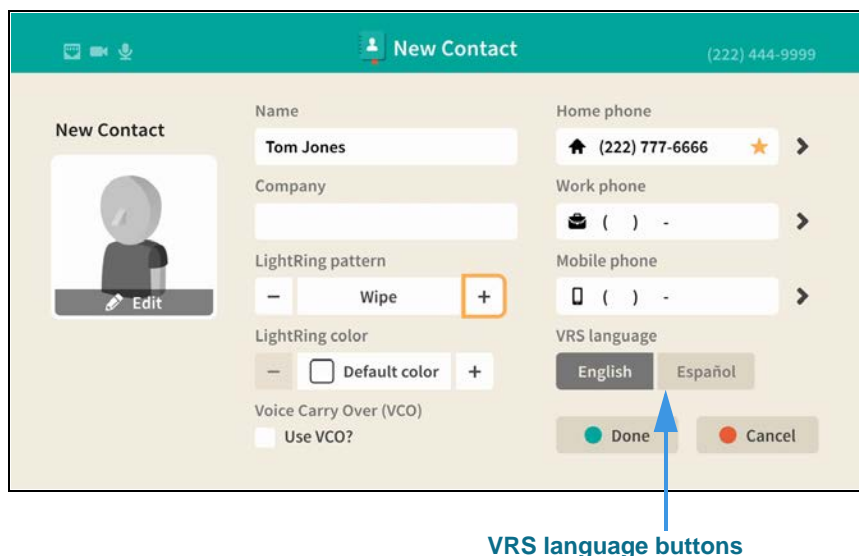 New Contact
(222) 444-9999
New Contact
Edit
Name
Tom Jones
Company
LightRing pattern
− Wipe +
LightRing color
− Default color +
Voice Carry Over (VCO)
Use VCO?
Home phone
(222) 777-6666
Work phone
( ) -
Mobile phone
( ) -
VRS language
English Español
Done Cancel
VRS language buttons